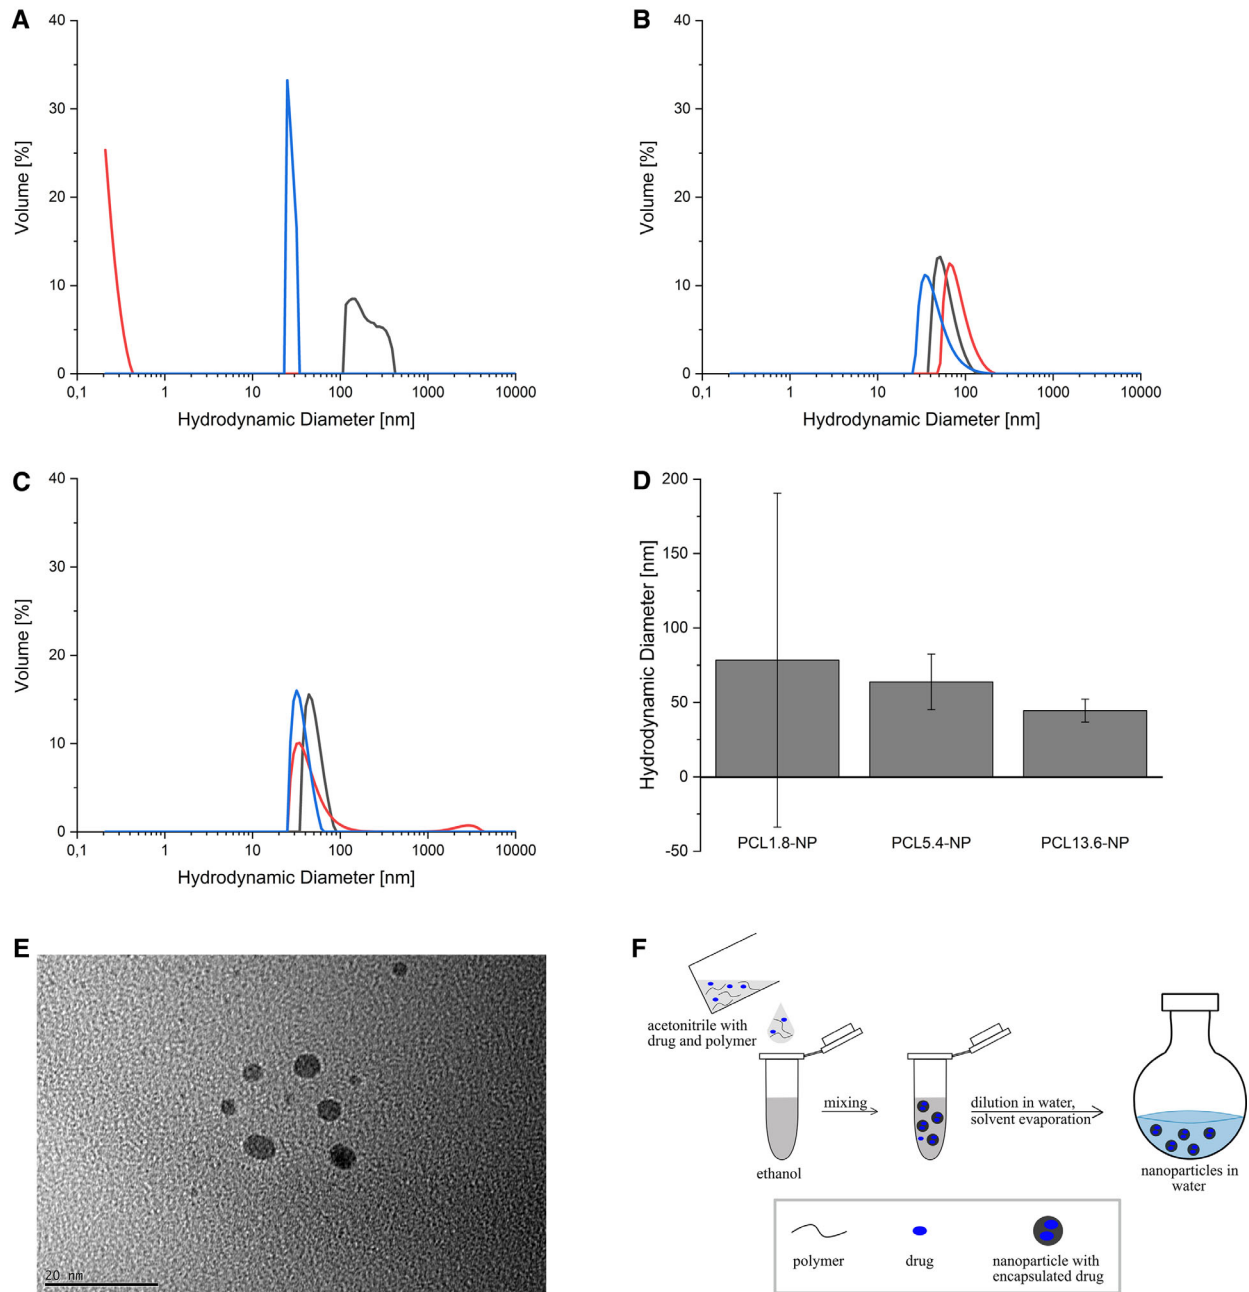 A
40
30
20
10
0
Volume [%]
0,1 1 10 100 1000 10000
Hydrodynamic Diameter [nm]
B
40
30
20
10
0
Volume [%]
0,1 1 10 100 1000 10000
Hydrodynamic Diameter [nm]
C
40
30
20
10
0
Volume [%]
0,1 1 10 100 1000 10000
Hydrodynamic Diameter [nm]
D
200
150
100
50
0
-50
Hydrodynamic Diameter [nm]
PCL1.8-NP PCL5.4-NP PCL13.6-NP
E
20 nm
F
acetonitrile with
drug and polymer
ethanol
mixing
dilution in water,
solvent evaporation
nanoparticles in
water
polymer
drug
nanoparticle with
encapsulated drug